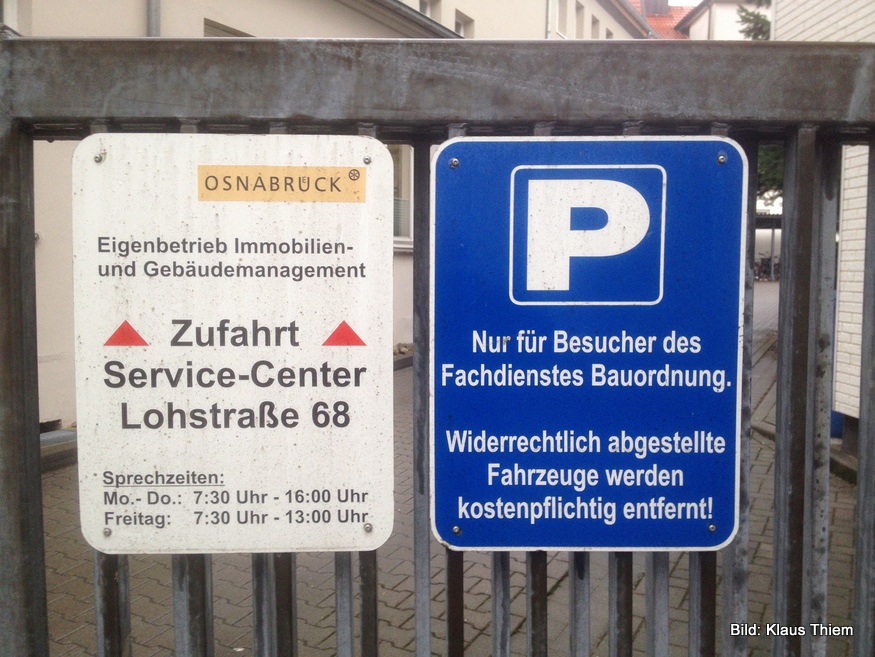 OSNABRÜCK
Eigenbetrieb Immobilien-
und Gebäudemanagement
Zufahrt
Service-Center
Lohstraße 68
Sprechzeiten:
Mo.- Do.: 7:30 Uhr - 16:00 Uhr
Freitag: 7:30 Uhr - 13:00 Uhr
P
Nur für Besucher des
Fachdienstes Bauordnung.
Widerrechtlich abgestellte
Fahrzeuge werden
kostenpflichtig entfernt!
Bild: Klaus Thiem